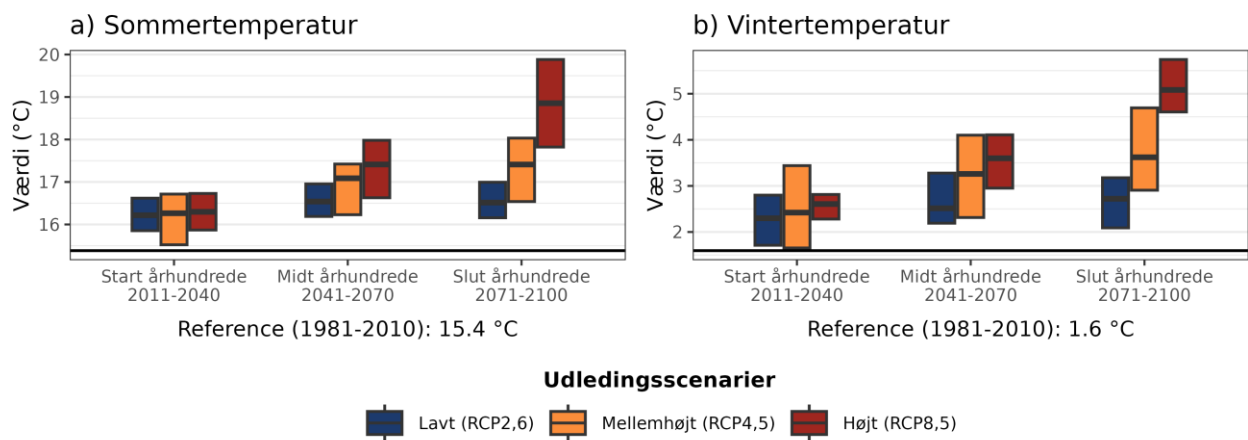 a) Sommertemperatur
Værdi (°C)
20
19
18
17
16
Start århundrede
2011-2040
Midt århundrede
2041-2070
Slut århundrede
2071-2100
Reference (1981-2010): 15.4 °C
b) Vintertemperatur
Værdi (°C)
5
4
3
2
Start århundrede
2011-2040
Midt århundrede
2041-2070
Slut århundrede
2071-2100
Reference (1981-2010): 1.6 °C
Udledingsscenarier
Lavt (RCP2,6)
Mellemhøjt (RCP4,5)
Højt (RCP8,5)